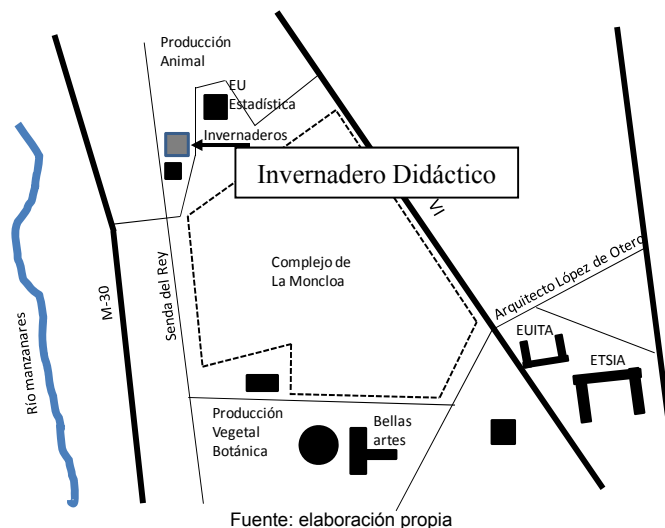 Producción
Animal
EU
Estadística
Invernaderos
Invernadero Didáctico
VI
Arquitecto López de Otero
Complejo de
La Moncloa
M-30
Senda del Rey
Río manzanares
EUITA
ETSIA
Producción
Vegetal
Botánica
Bellas
artes
Fuente: elaboración propia